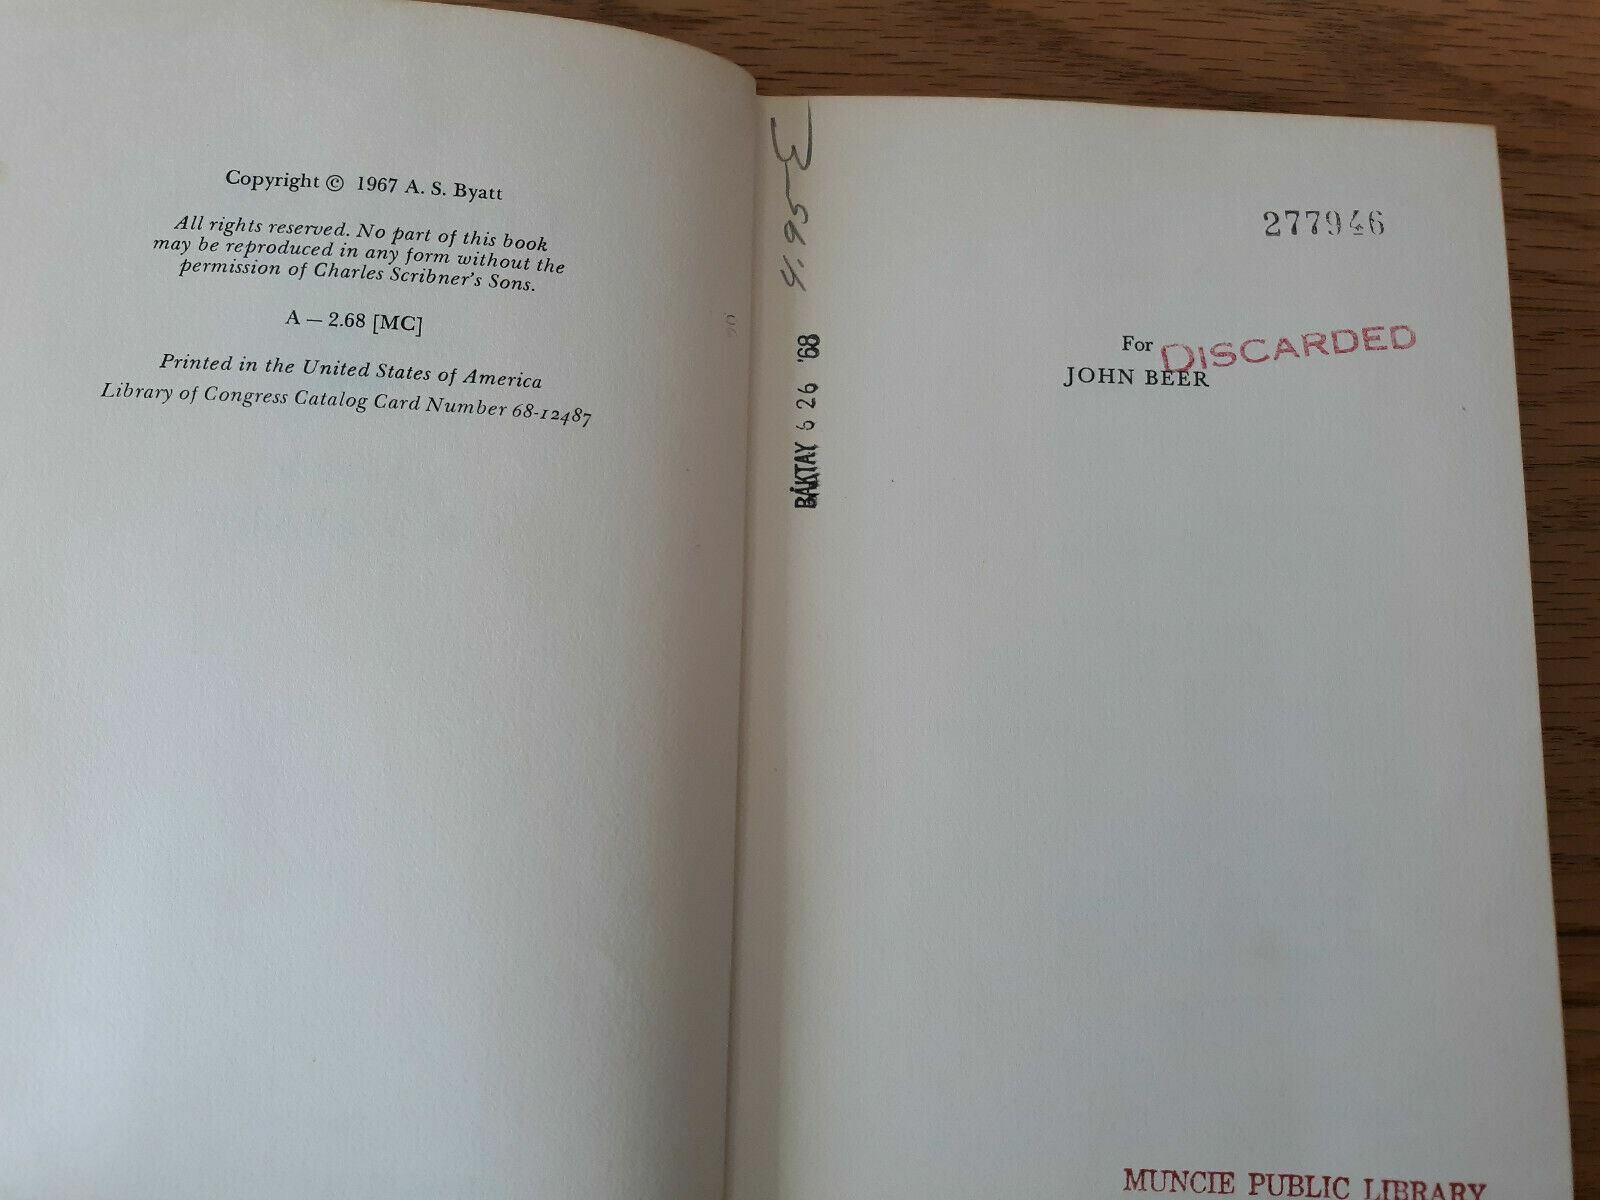 Copyright © 1967 A. S. Byatt
All rights reserved. No part of this book
may be reproduced in any form without the
permission of Charles Scribner's Sons.
A — 2.68 [MC]
Printed in the United States of America
Library of Congress Catalog Card Number 68-12487
4.95
BAKTAY 6 26 '68
277946
For
DISCARDED
JOHN BEER
MUNCIE PUBLIC LIBRARY